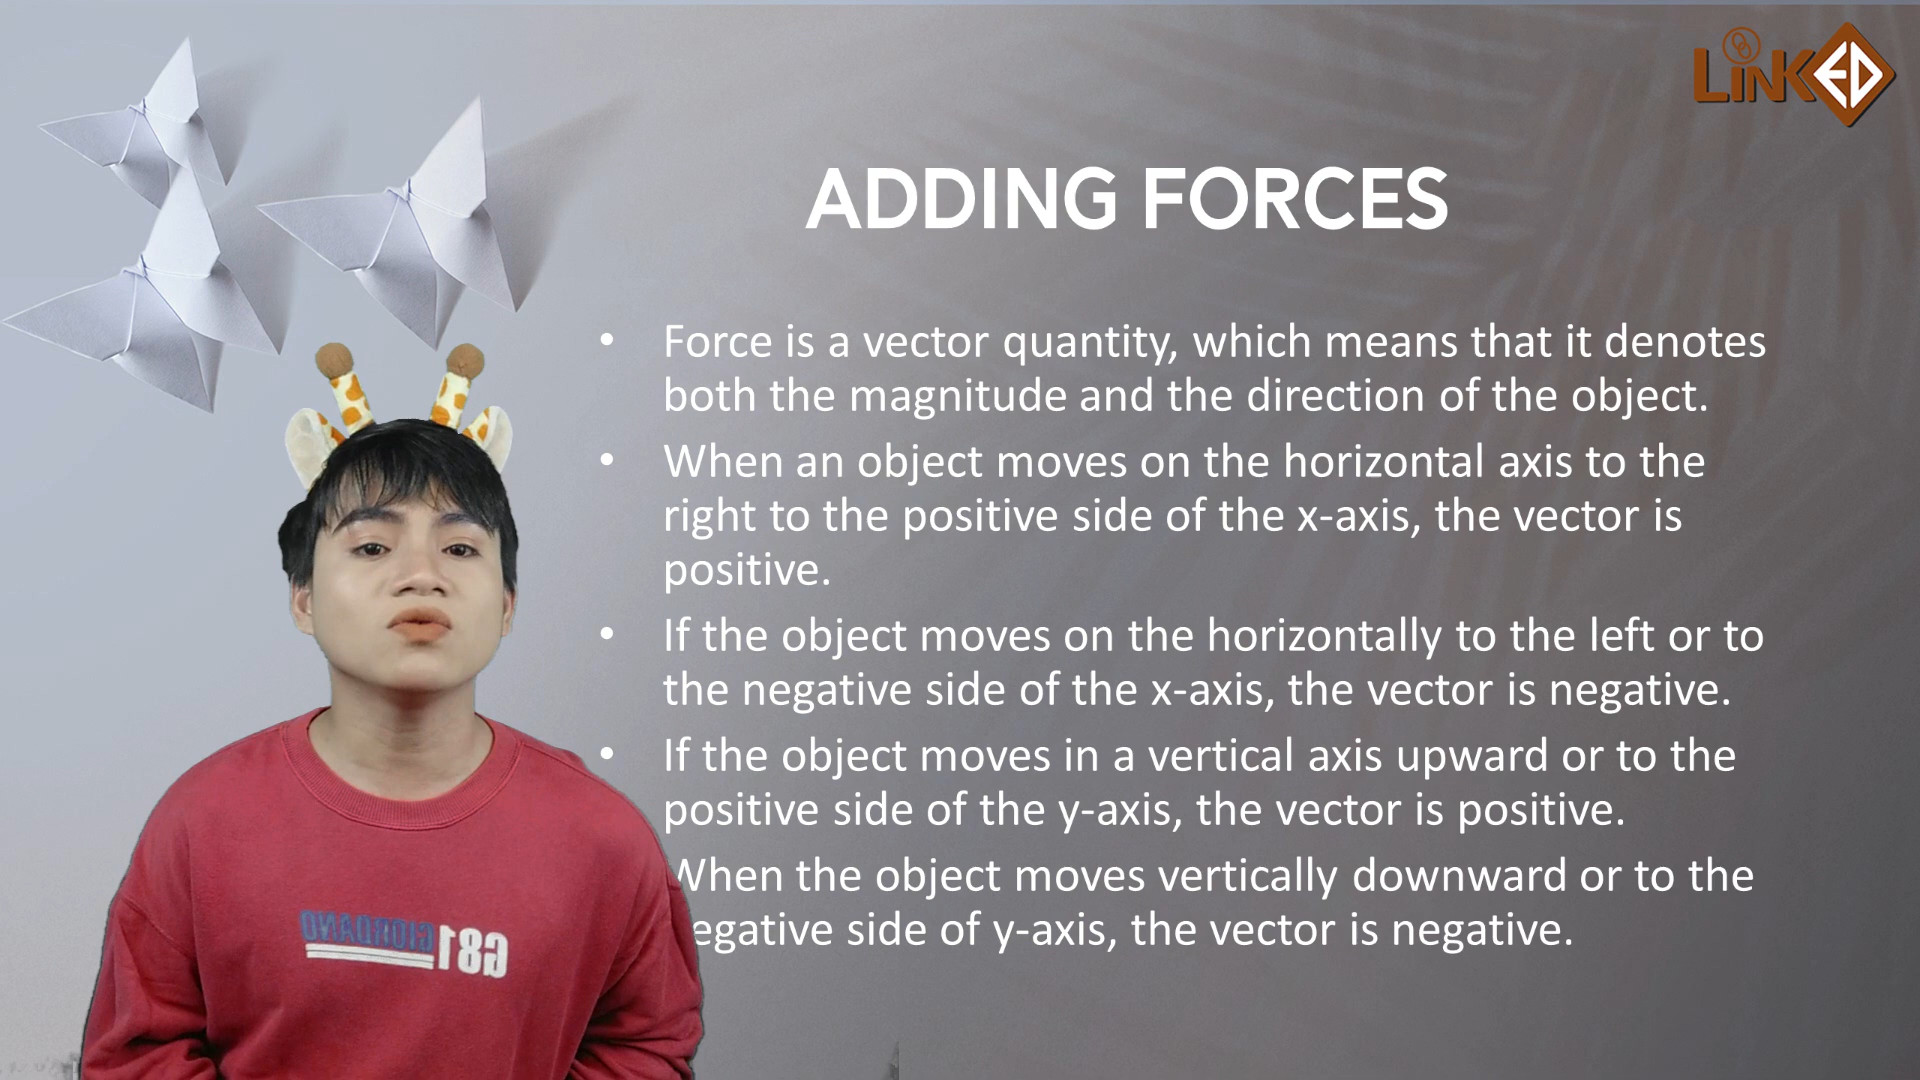 LINKED
ADDING FORCES
• Force is a vector quantity, which means that it denotes
both the magnitude and the direction of the object.
• When an object moves on the horizontal axis to the
right to the positive side of the x-axis, the vector is
positive.
• If the object moves on the horizontally to the left or to
the negative side of the x-axis, the vector is negative.
• If the object moves in a vertical axis upward or to the
positive side of the y-axis, the vector is positive.
When the object moves vertically downward or to the
egative side of y-axis, the vector is negative.
G81 GIORDANO